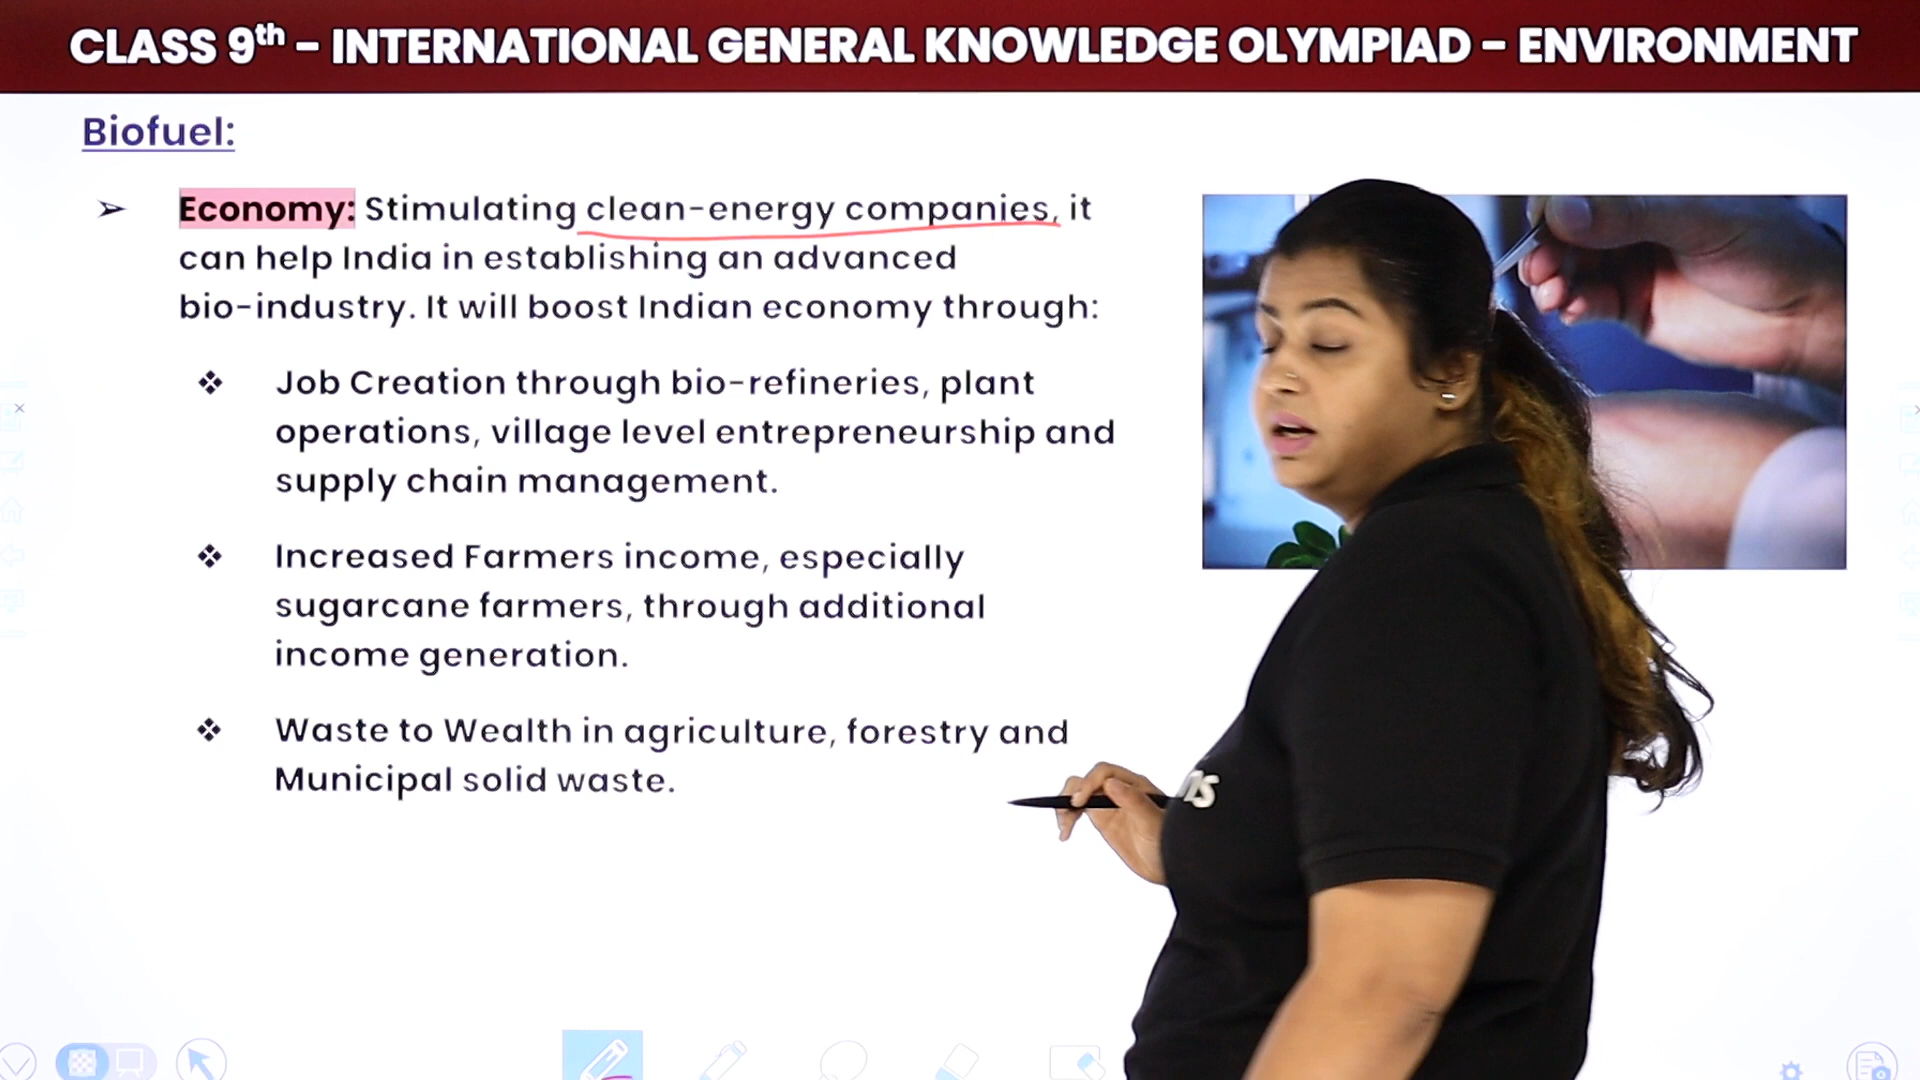 CLASS 9th - INTERNATIONAL GENERAL KNOWLEDGE OLYMPIAD - ENVIRONMENT
Biofuel:
➢ Economy: Stimulating clean-energy companies, it
can help India in establishing an advanced
bio-industry. It will boost Indian economy through:
❖ Job Creation through bio-refineries, plant
operations, village level entrepreneurship and
supply chain management.
❖ Increased Farmers income, especially
sugarcane farmers, through additional
income generation.
❖ Waste to Wealth in agriculture, forestry and
Municipal solid waste.